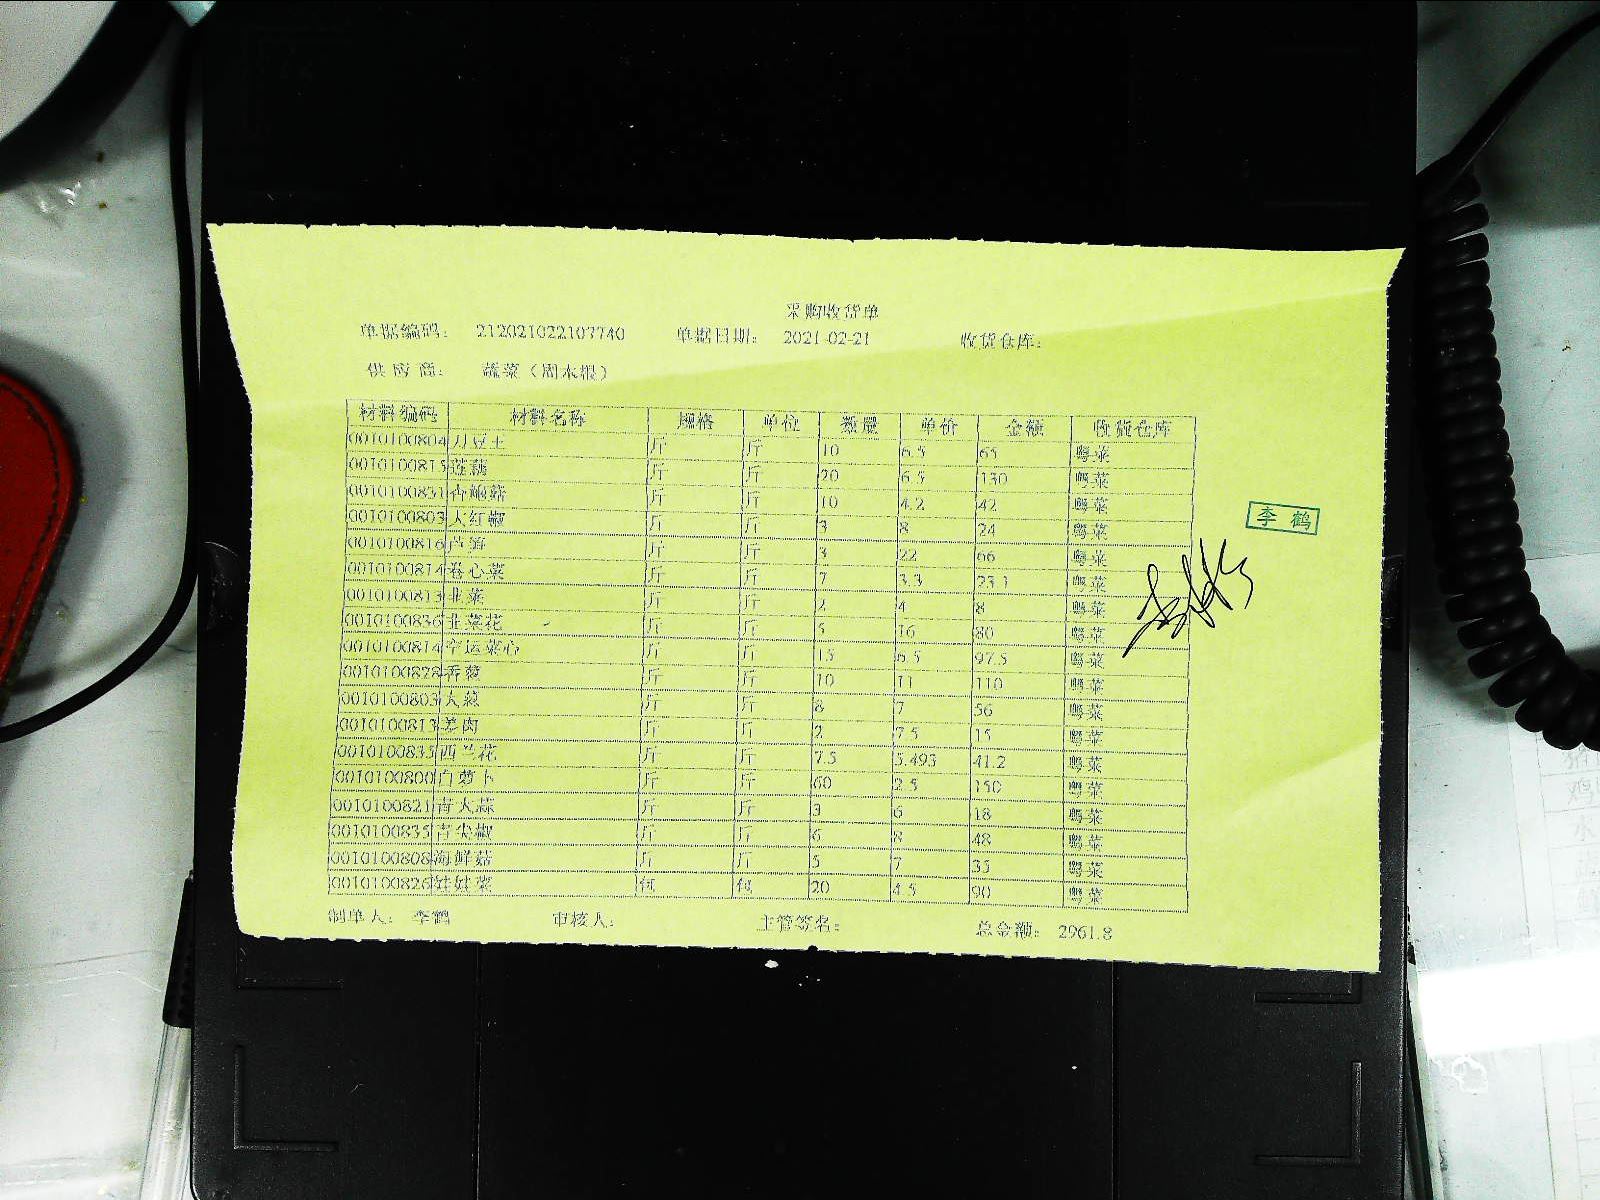 采购收货单
单据编码： 212021022107740 单据日期： 2021-02-21 收货仓库：
供应商： 蔬菜（周本根）
材料编码 材料名称 规格 单位 数量 单价 金额 收货仓库
0010100804 刀豆王 斤 斤 10 6.5 65 粤菜
0010100815 莲藕 斤 斤 20 6.5 130 粤菜
0010100831 杏鲍菇 斤 斤 10 4.2 42 粤菜
0010100803 大红椒 斤 斤 3 8 24 粤菜
0010100816 芦笋 斤 斤 3 22 66 粤菜
0010100814 卷心菜 斤 斤 7 3.3 23.1 粤菜
0010100813 韭菜 斤 斤 2 4 8 粤菜
0010100836 韭菜花 斤 斤 5 16 80 粤菜
0010100814 菜心 斤 斤 15 6.5 97.5 粤菜
0010100828 香葱 斤 斤 10 11 110 粤菜
0010100803 大葱 斤 斤 8 7 56 粤菜
0010100813 姜肉 斤 斤 2 7.5 15 粤菜
0010100835 西兰花 斤 斤 7.5 5.493 41.2 粤菜
0010100800 白萝卜 斤 斤 60 2.5 150 粤菜
0010100821 青大蒜 斤 斤 3 6 18 粤菜
0010100835 青尖椒 斤 斤 6 8 48 粤菜
0010100808 海鲜菇 斤 斤 5 7 35 粤菜
0010100826 娃娃菜 包 包 20 4.5 90 粤菜
制单人： 李鹤 审核人： 主管签名： 总金额： 2961.8
李鹤